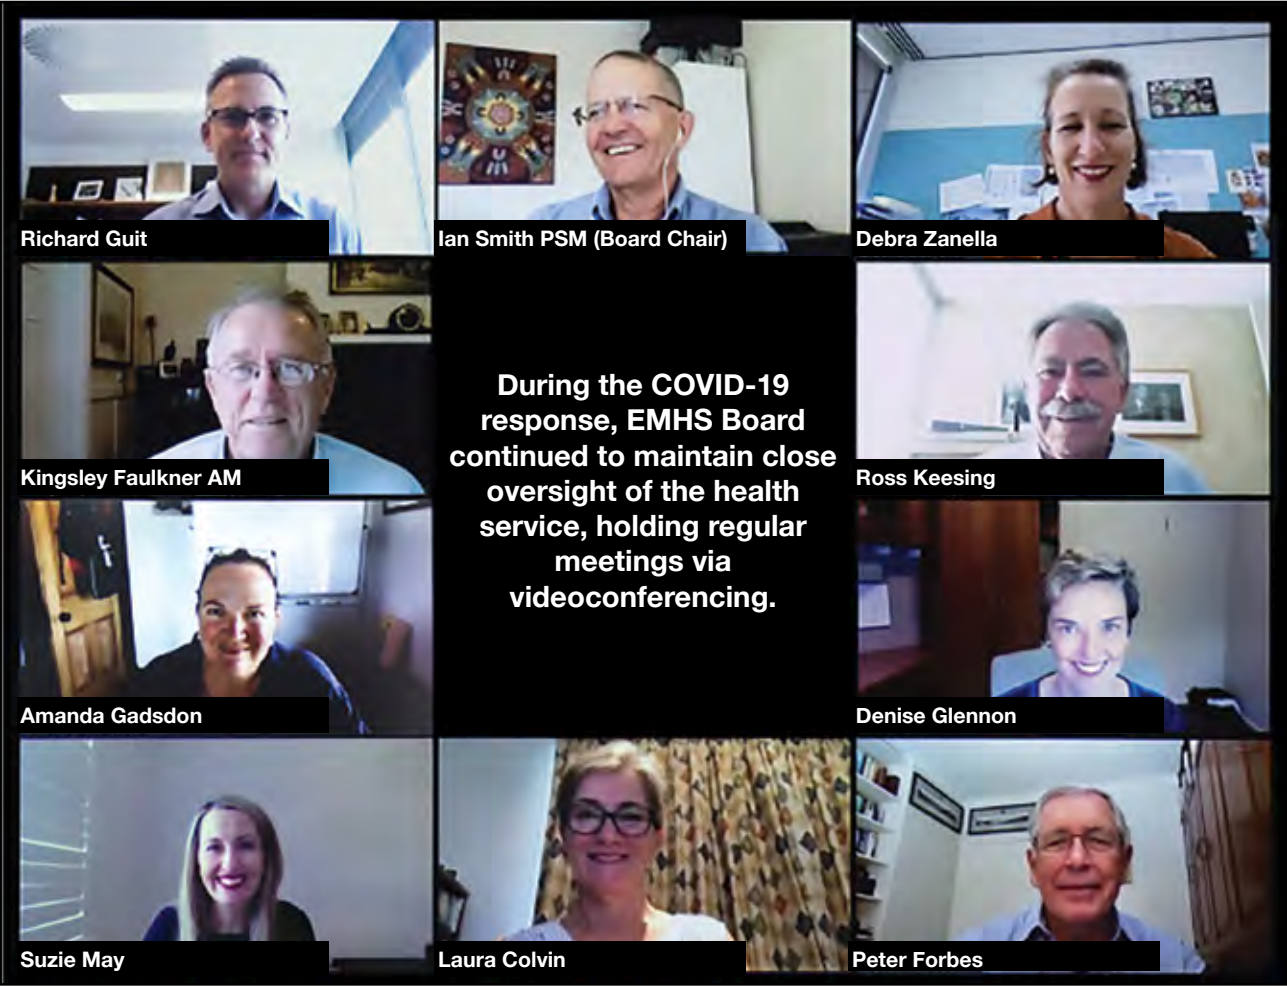 Richard Guit
Ian Smith PSM (Board Chair)
Debra Zanella
Kingsley Faulkner AM
During the COVID-19
response, EMHS Board
continued to maintain close
oversight of the health
service, holding regular
meetings via
videoconferencing.
Ross Keesing
Amanda Gadsdon
Denise Glennon
Suzie May
Laura Colvin
Peter Forbes